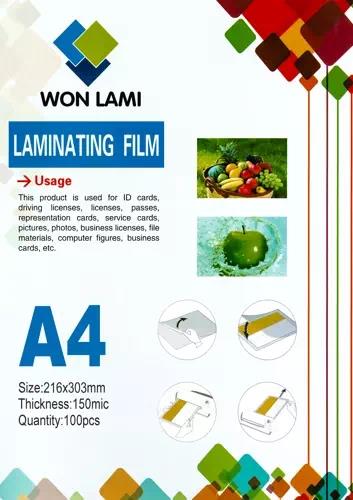 WON LAMI
LAMINATING FILM
Usage
This product is used for ID cards,
driving licenses, licenses, passes,
representation cards, service cards,
pictures, photos, business licenses, file
materials, computer figures, business
cards, etc.
A4
Size:216x303mm
Thickness:150mic
Quantity:100pcs